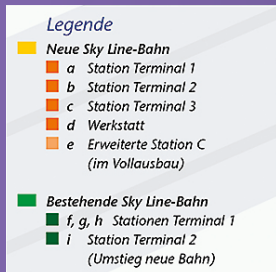 Legende
Neue Sky Line-Bahn
a Station Terminal 1
b Station Terminal 2
c Station Terminal 3
d Werkstatt
e Erweiterte Station C
(im Vollausbau)
Bestehende Sky Line-Bahn
f, g, h Stationen Terminal 1
i Station Terminal 2
(Umstieg neue Bahn)